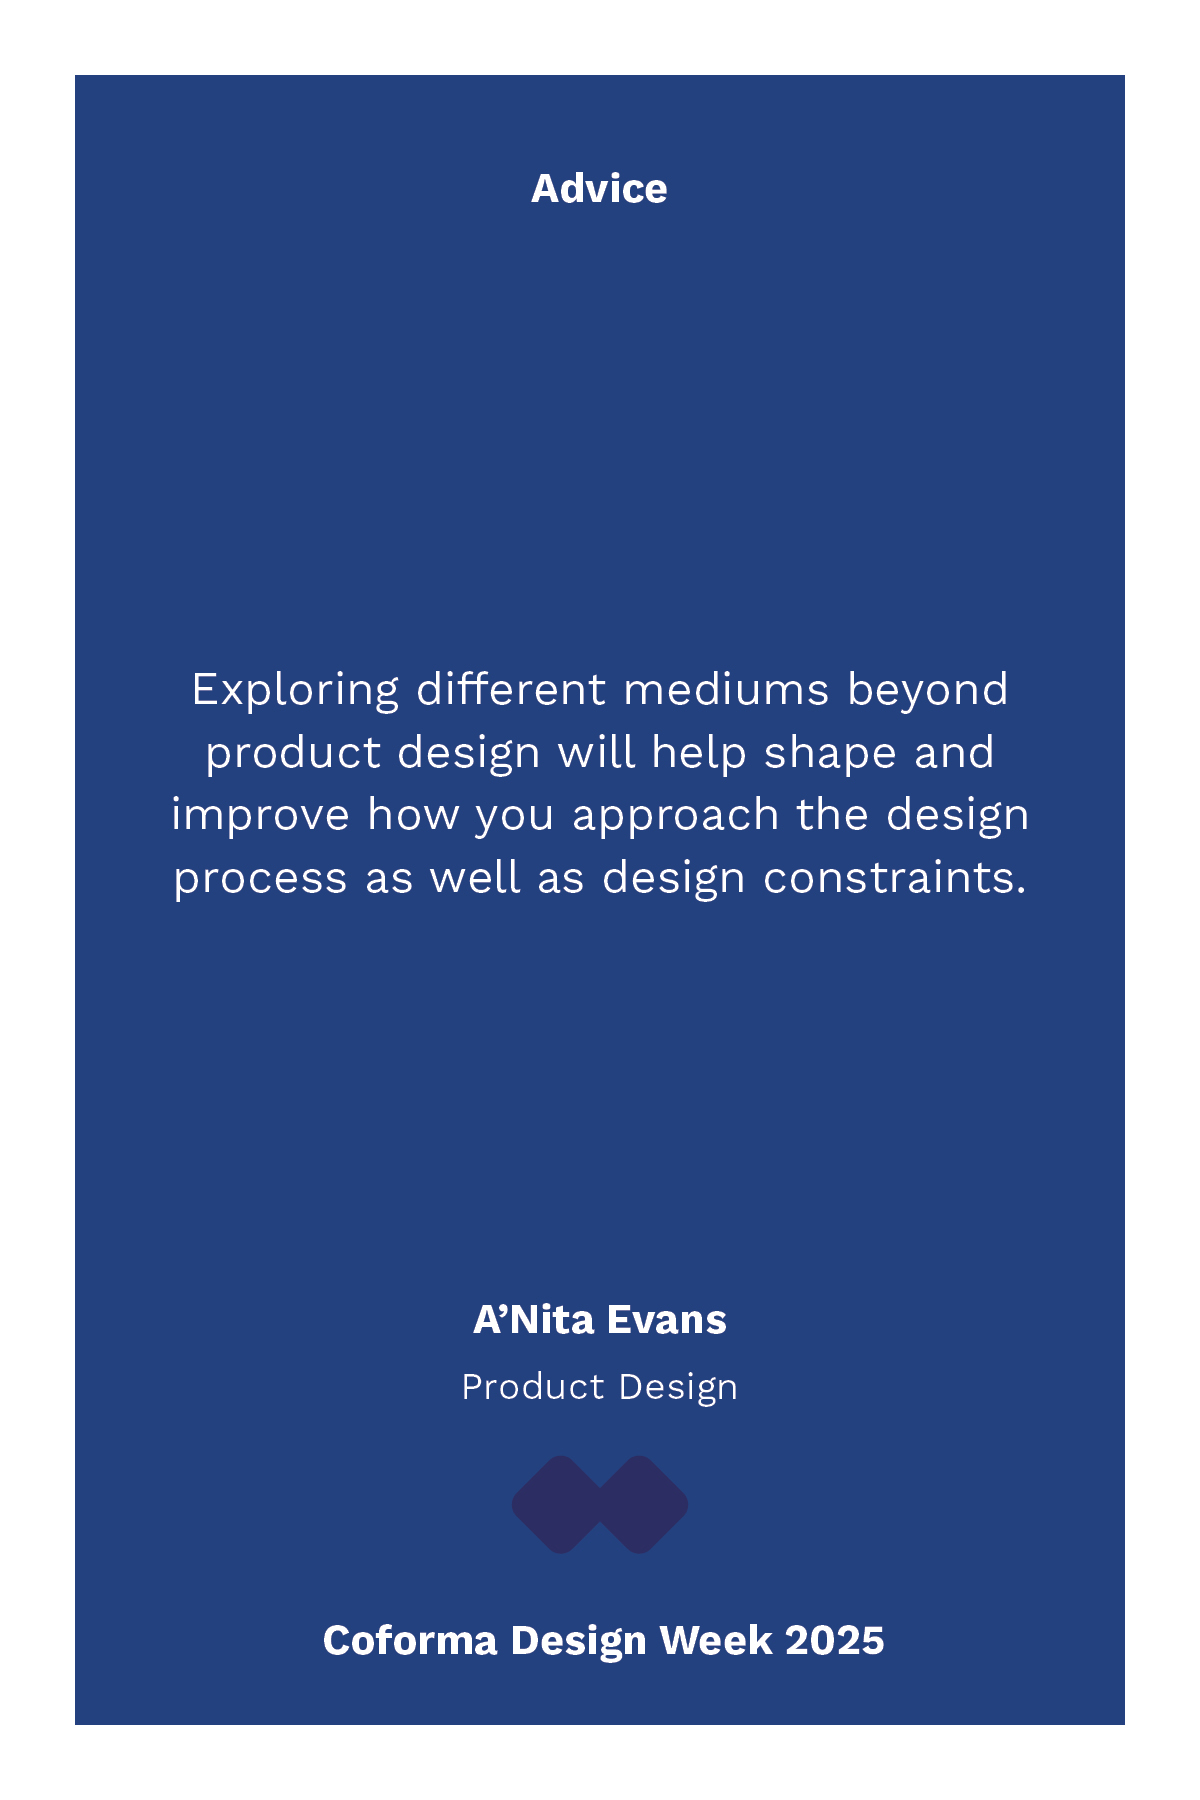 Advice
Exploring different mediums beyond
product design will help shape and
improve how you approach the design
process as well as design constraints.
A’Nita Evans
Product Design
Coforma Design Week 2025